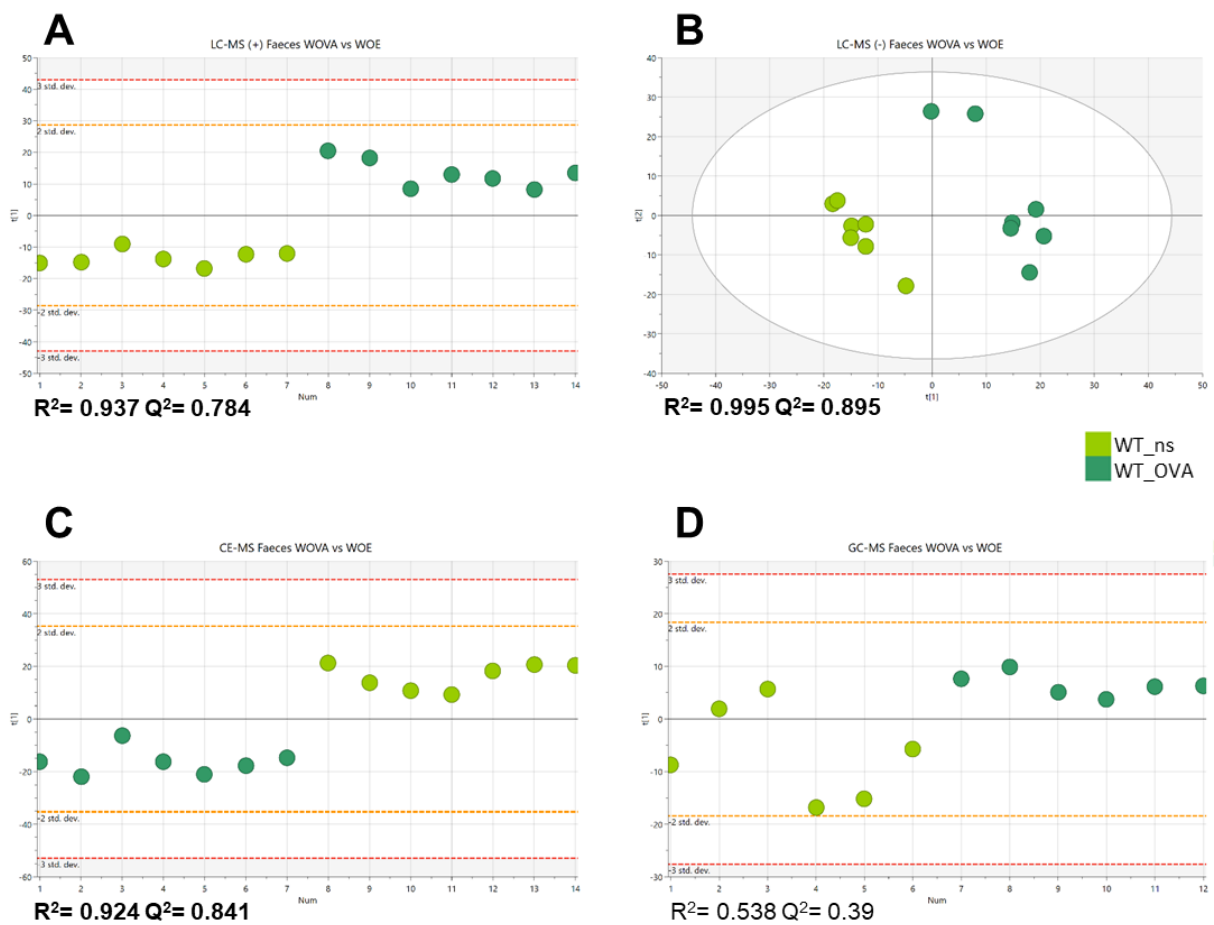 A
LC-MS (+) Faeces WOVA vs WOE
50
40
30
20
10
0
-10
-20
-30
-40
-50
t[1]
3 std. dev.
2 std. dev.
-2 std. dev.
-3 std. dev.
1 2 3 4 5 6 7 8 9 10 11 12 13 14
Num
R²= 0.937 Q²= 0.784
B
LC-MS (-) Faeces WOVA vs WOE
40
30
20
10
0
-10
-20
-30
-40
t[2]
-50 -40 -30 -20 -10 0 10 20 30 40 50
t[1]
R²= 0.995 Q²= 0.895
WT_ns
WT_OVA
C
CE-MS Faeces WOVA vs WOE
60
40
20
0
-20
-40
-60
t[1]
3 std. dev.
2 std. dev.
-2 std. dev.
-3 std. dev.
1 2 3 4 5 6 7 8 9 10 11 12 13 14
Num
R²= 0.924 Q²= 0.841
D
GC-MS Faeces WOVA vs WOE
30
20
10
0
-10
-20
-30
t[1]
3 std. dev.
2 std. dev.
-2 std. dev.
-3 std. dev.
1 2 3 4 5 6 7 8 9 10 11 12
Num
R²= 0.538 Q²= 0.39